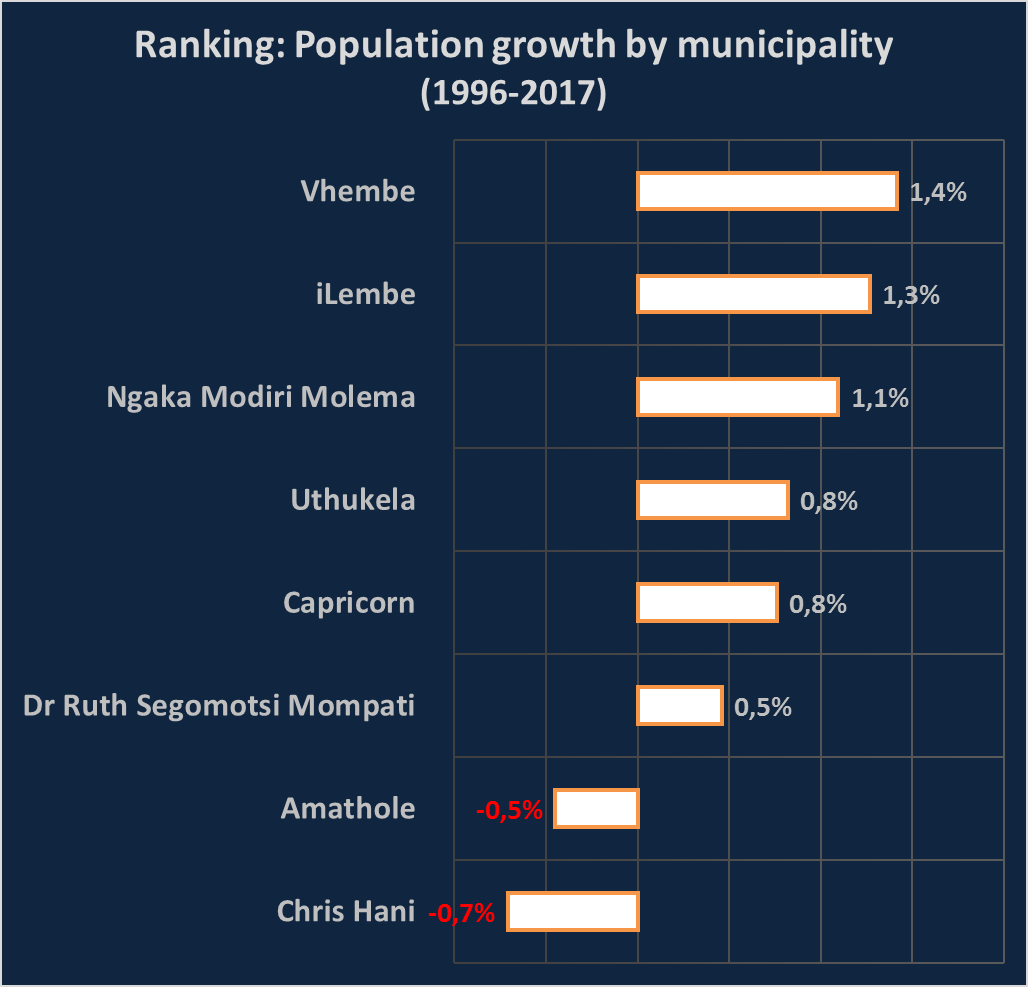 Ranking: Population growth by municipality
(1996-2017)
Vhembe 1,4%
iLembe 1,3%
Ngaka Modiri Molema 1,1%
Uthukela 0,8%
Capricorn 0,8%
Dr Ruth Segomotsi Mompati 0,5%
Amathole -0,5%
Chris Hani -0,7%